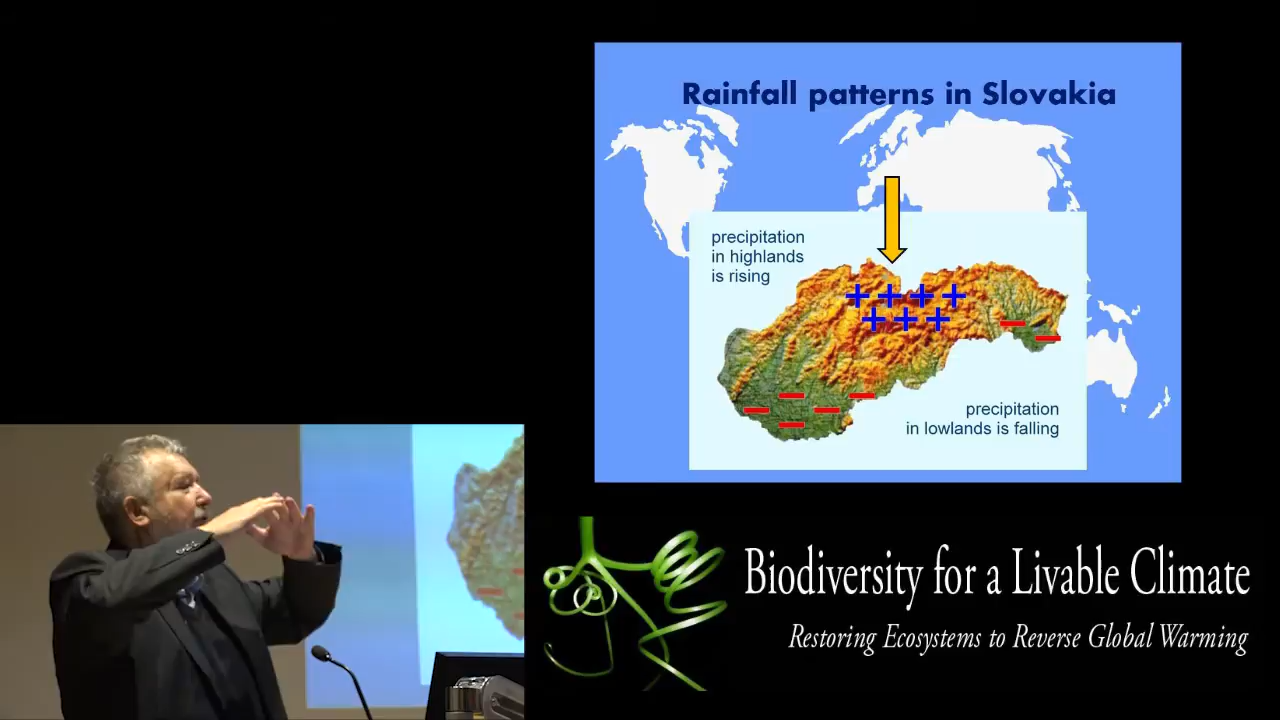 Rainfall patterns in Slovakia
precipitation
in highlands
is rising
precipitation
in lowlands is falling
Biodiversity for a Livable Climate
Restoring Ecosystems to Reverse Global Warming